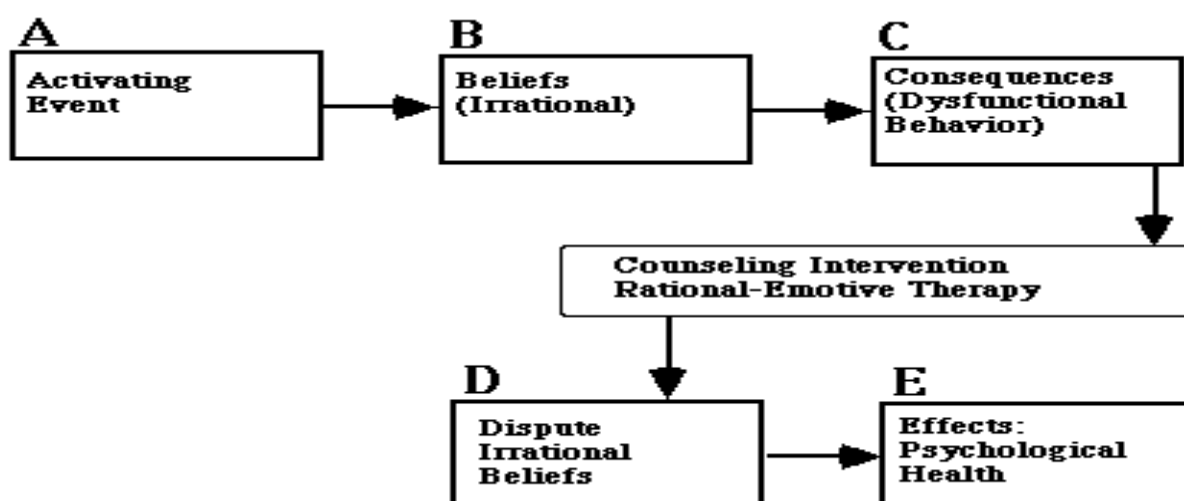 A
Activating
Event
B
Beliefs
(Irrational)
C
Consequences
(Dysfunctional
Behavior)
Counseling Intervention
Rational-Emotive Therapy
D
Dispute
Irrational
Beliefs
E
Effects:
Psychological
Health